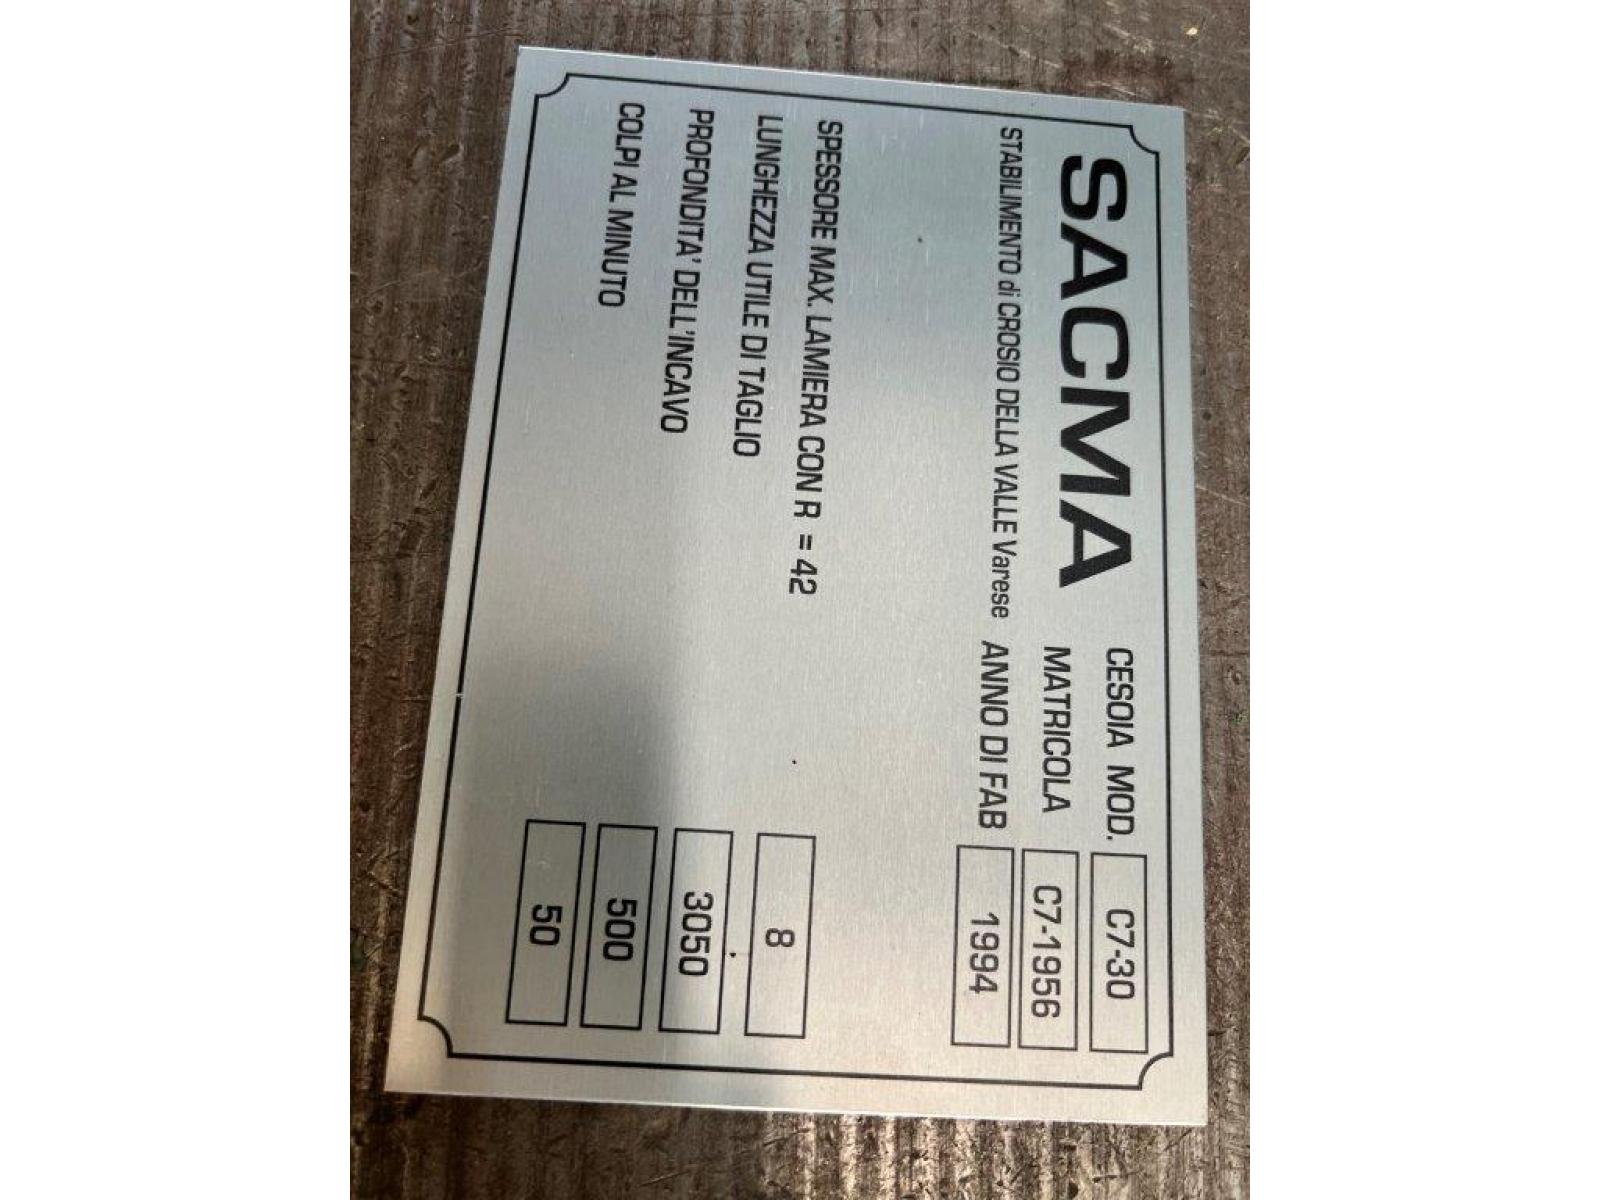 SACMA
STABILIMENTO di CROSIO DELLA VALLE Varese
CESOIA MOD. C7-30
MATRICOLA C7-1956
ANNO DI FAB 1994
SPESSORE MAX. LAMIERA CON R = 42 8
LUNGHEZZA UTILE DI TAGLIO 3050
PROFONDITA' DELL'INCAVO 500
COLPI AL MINUTO 50